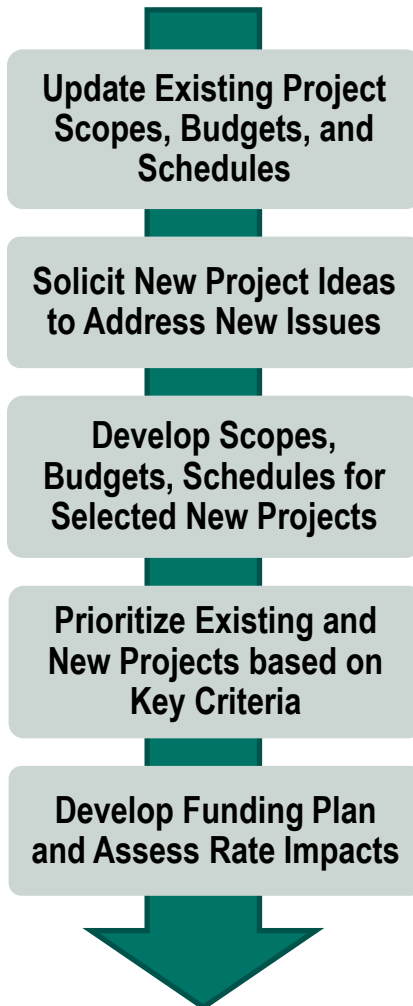 Update Existing Project
Scopes, Budgets, and
Schedules
Solicit New Project Ideas
to Address New Issues
Develop Scopes,
Budgets, Schedules for
Selected New Projects
Prioritize Existing and
New Projects based on
Key Criteria
Develop Funding Plan
and Assess Rate Impacts